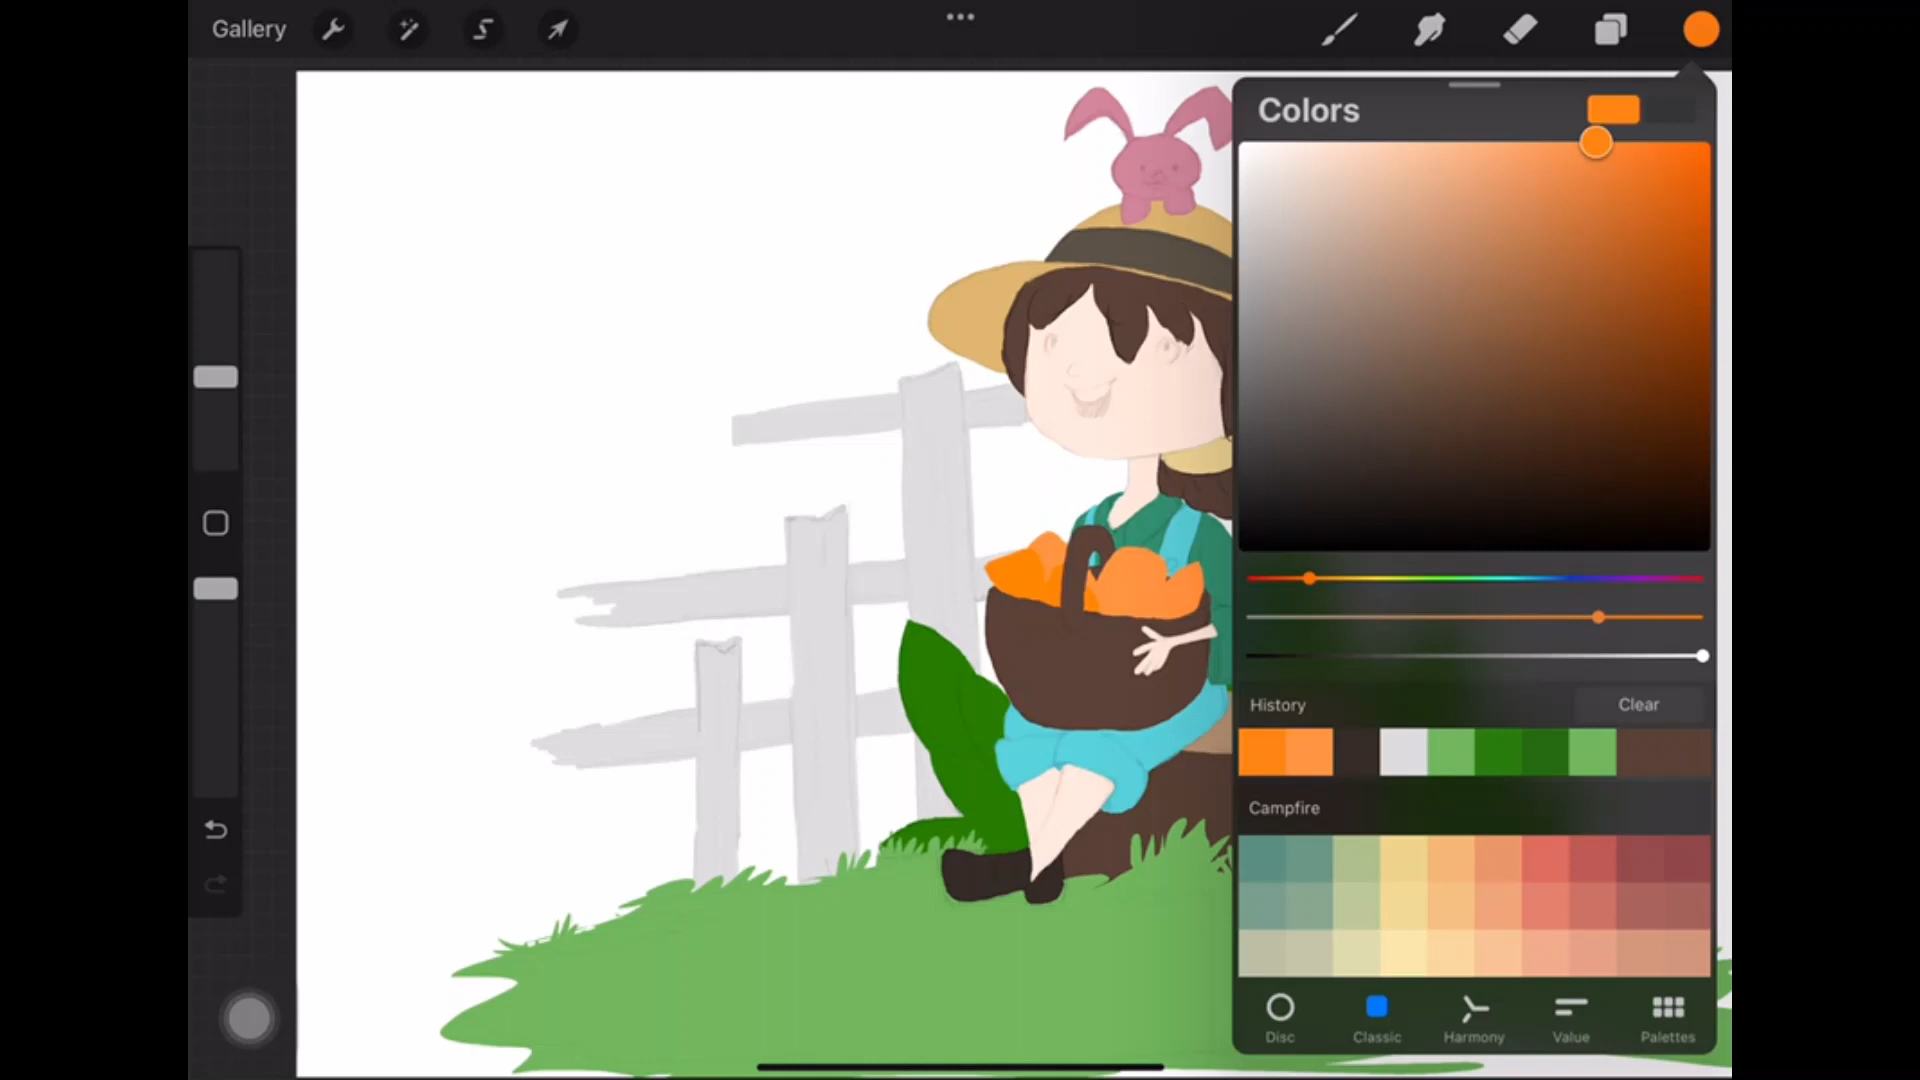 Gallery
Colors
History
Clear
Campfire
Disc
Classic
Harmony
Value
Palettes